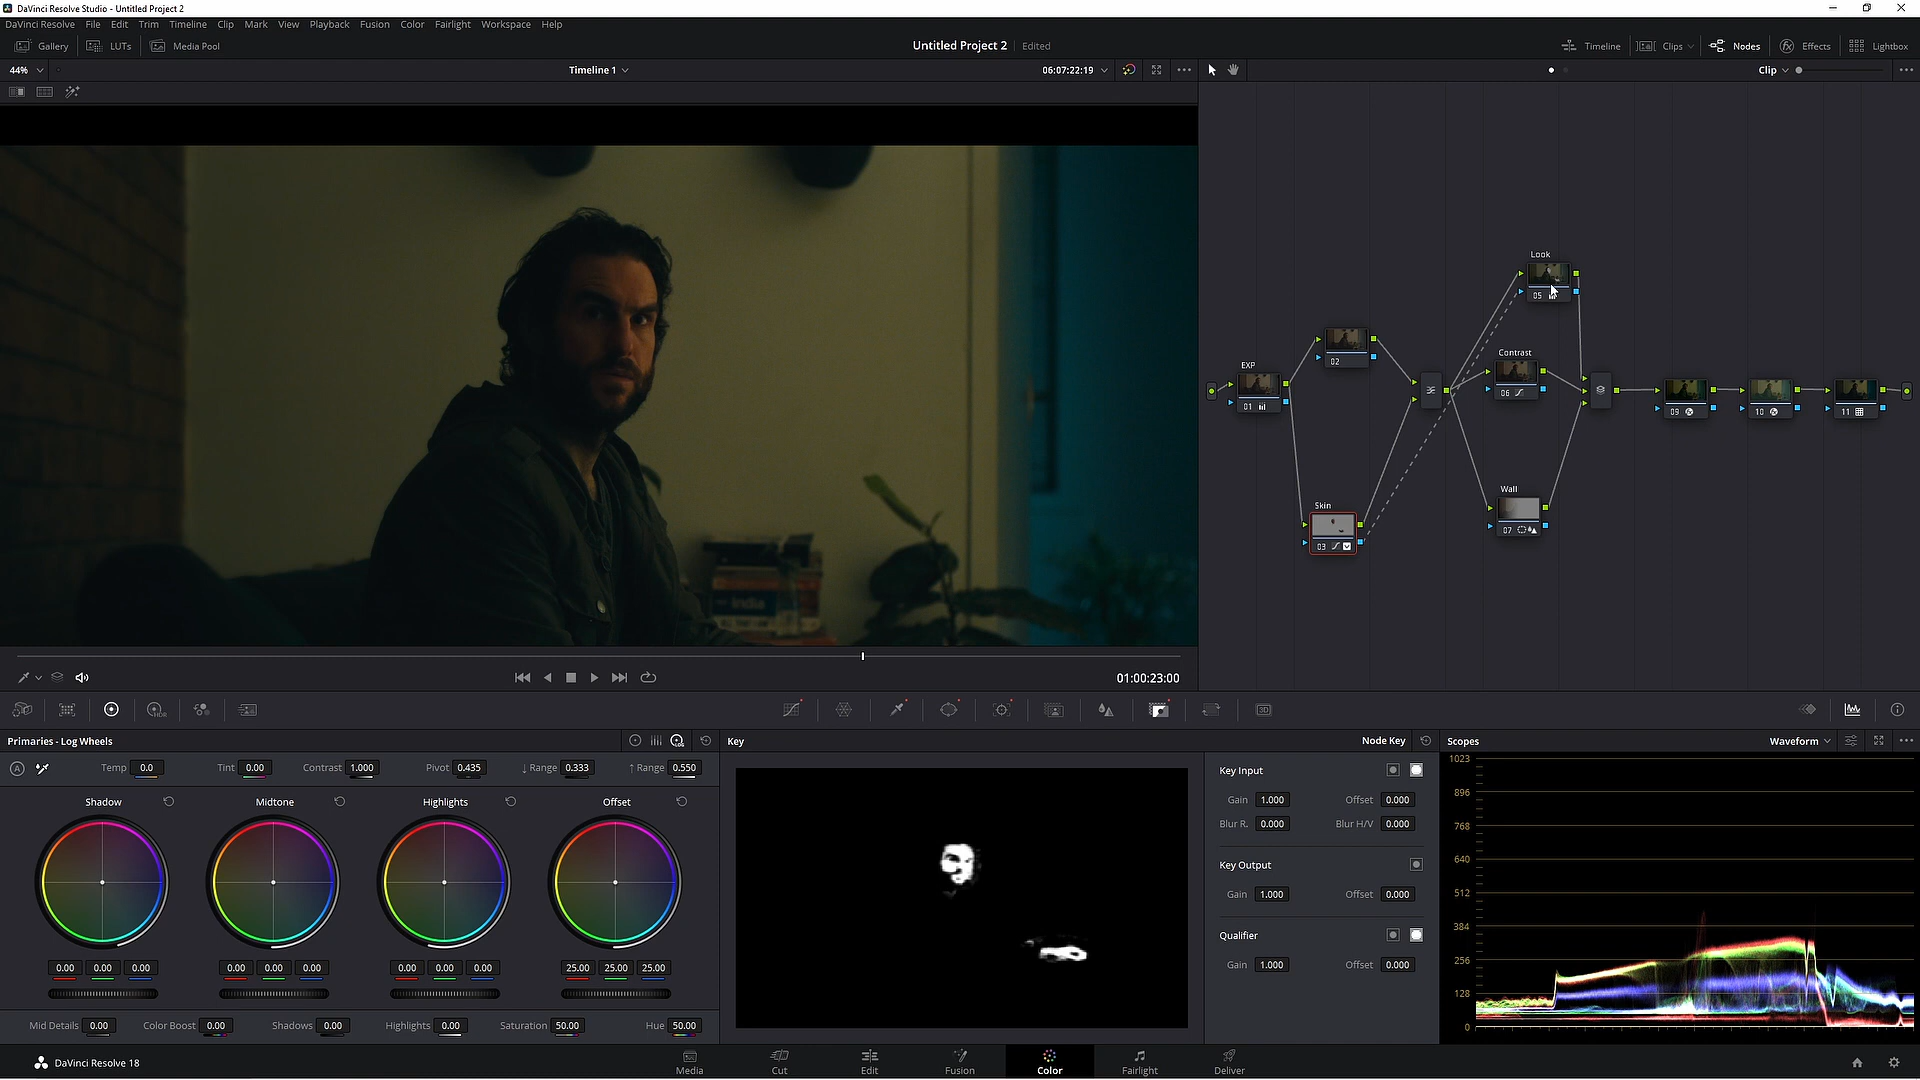 DaVinci Resolve Studio - Untitled Project 2
DaVinci Resolve File Edit Trim Timeline Clip Mark View Playback Fusion Color Fairlight Workspace Help
Gallery LUTs Media Pool Untitled Project 2 Edited Timeline Clips Nodes Effects Lightbox
44% Timeline 1 06:07:22:19 Clip
Look
05
Contrast
06
EXP
01
02
09
10
11
Wall
07
Skin
03
india
01:00:23:00
HDR
3D
Primaries - Log Wheels
LOG
Key
Node Key
Scopes
Waveform
A Temp 0.0 Tint 0.00 Contrast 1.000 Pivot 0.435 ↓ Range 0.333 ↑ Range 0.550
Shadow Midtone Highlights Offset
0.00 0.00 0.00 0.00 0.00 0.00 0.00 0.00 0.00 25.00 25.00 25.00
Mid Details 0.00 Color Boost 0.00 Shadows 0.00 Highlights 0.00 Saturation 50.00 Hue 50.00
Key Input
Gain 1.000 Offset 0.000
Blur R. 0.000 Blur H/V 0.000
Key Output
Gain 1.000 Offset 0.000
Qualifier
Gain 1.000 Offset 0.000
1023
896
768
640
512
384
256
128
0
DaVinci Resolve 18
Media Cut Edit Fusion Color Fairlight Deliver